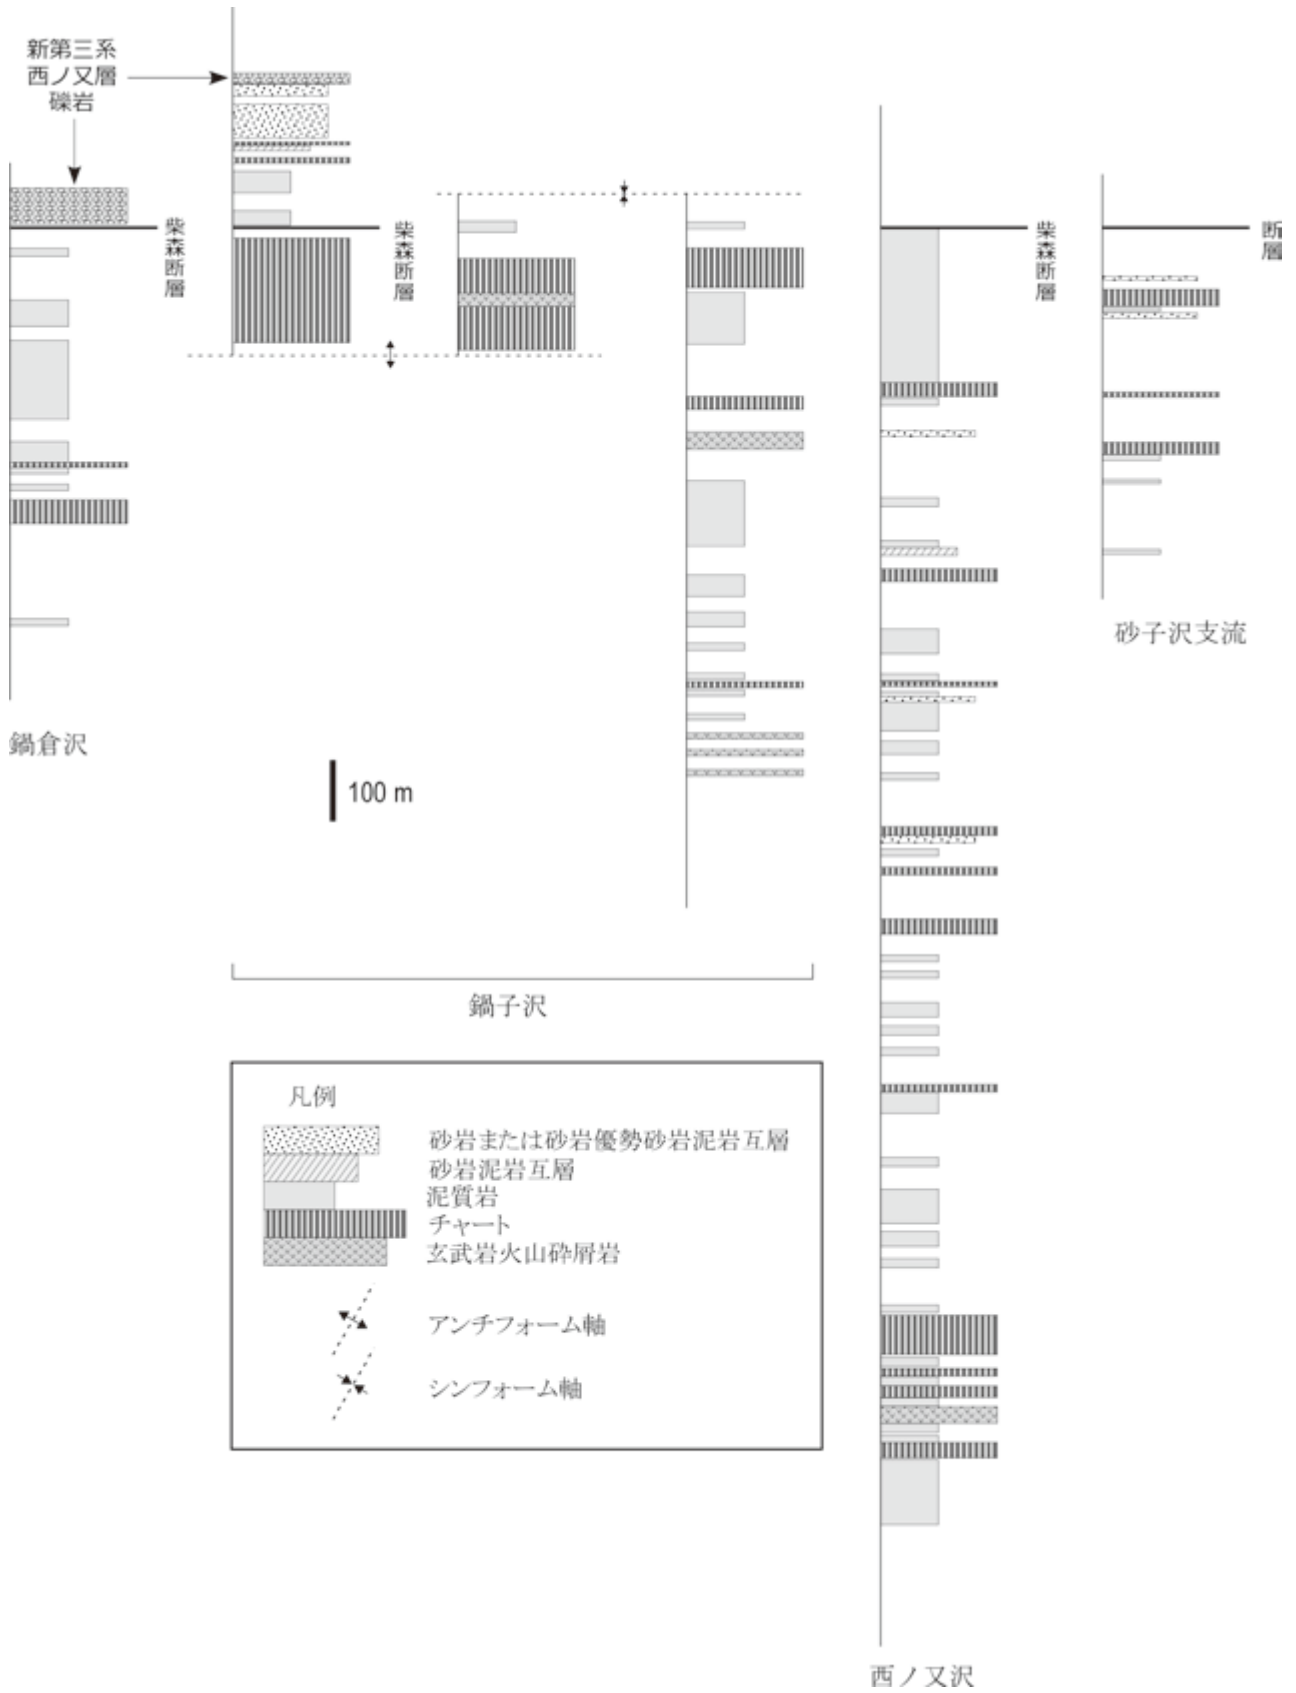 新第三系
西ノ又層
礫岩
柴森断層
柴森断層
柴森断層
断層
砂子沢支流
鍋倉沢
100 m
鍋子沢
凡例
砂岩または砂岩優勢砂岩泥岩互層
砂岩泥岩互層
泥質岩
チャート
玄武岩火山砕屑岩
アンチフォーム軸
シンフォーム軸
西ノ又沢